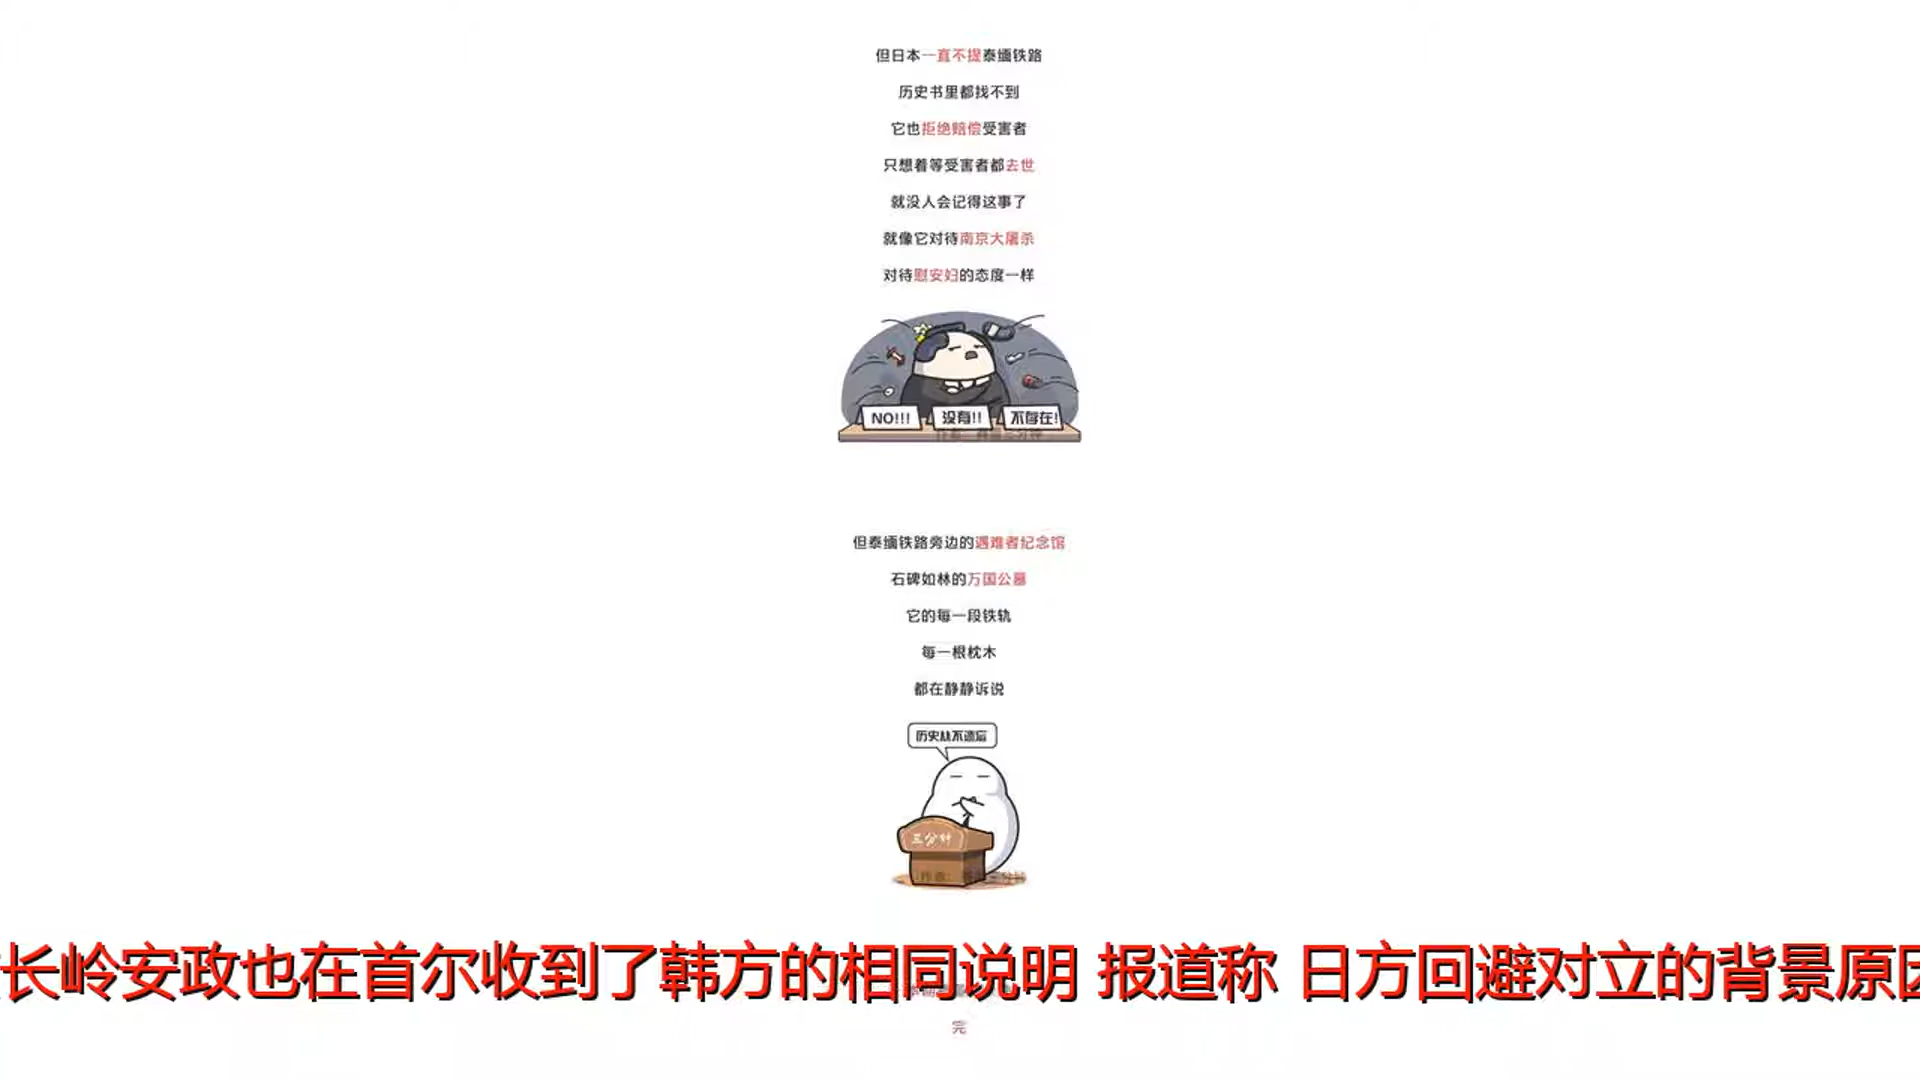 但日本一直不提泰缅铁路
历史书里都找不到
它也拒绝赔偿受害者
只想着等受害者都去世
就没人会记得这事了
就像它对待南京大屠杀
对待慰安妇的态度一样
NO!!!
没有!!
不存在!
但泰缅铁路旁边的遇难者纪念馆
石碑如林的万国公墓
它的每一段铁轨
每一根枕木
都在静静诉说
历史从不遗忘
三分钟
长岭安政也在首尔收到了韩方的相同说明 报道称 日方回避对立的背景原因
完